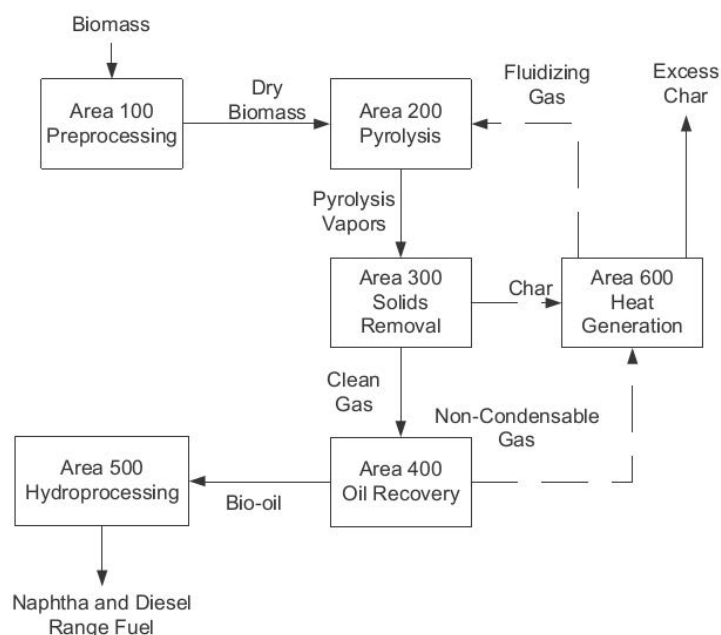 Biomass
Area 100
Preprocessing
Dry
Biomass
Area 200
Pyrolysis
Fluidizing
Gas
Excess
Char
Pyrolysis
Vapors
Area 300
Solids
Removal
Char
Area 600
Heat
Generation
Clean
Gas
Non-Condensable
Gas
Area 500
Hydroprocessing
Bio-oil
Area 400
Oil Recovery
Naphtha and Diesel
Range Fuel